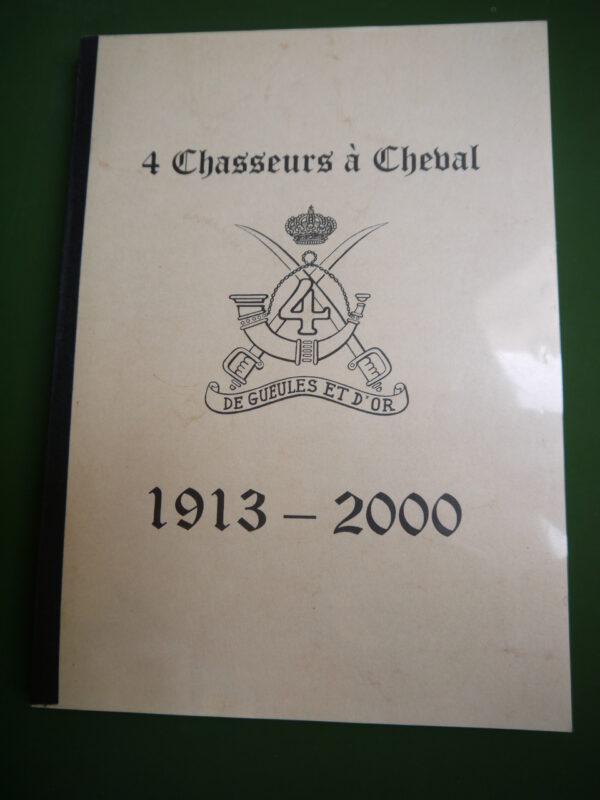 4 Chasseurs à Cheval
4
DE GUEULES ET D'OR
1913 – 2000